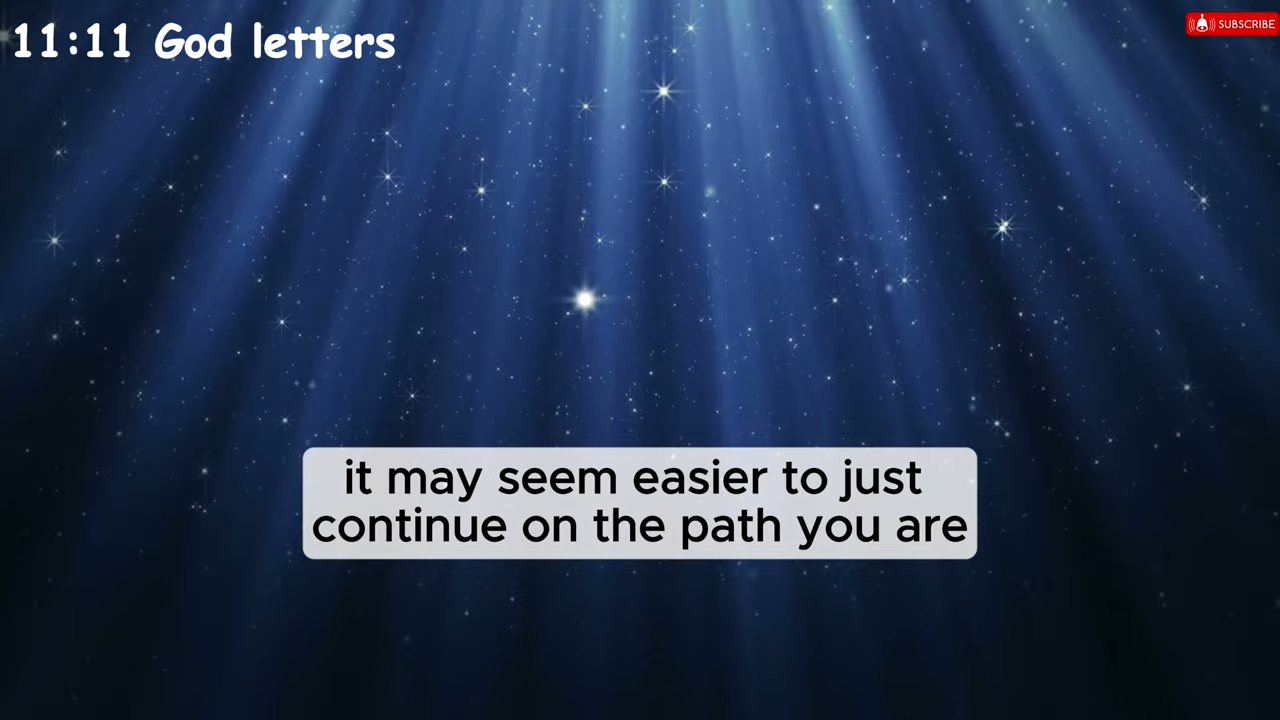 11:11 God letters
SUBSCRIBE
it may seem easier to just
continue on the path you are